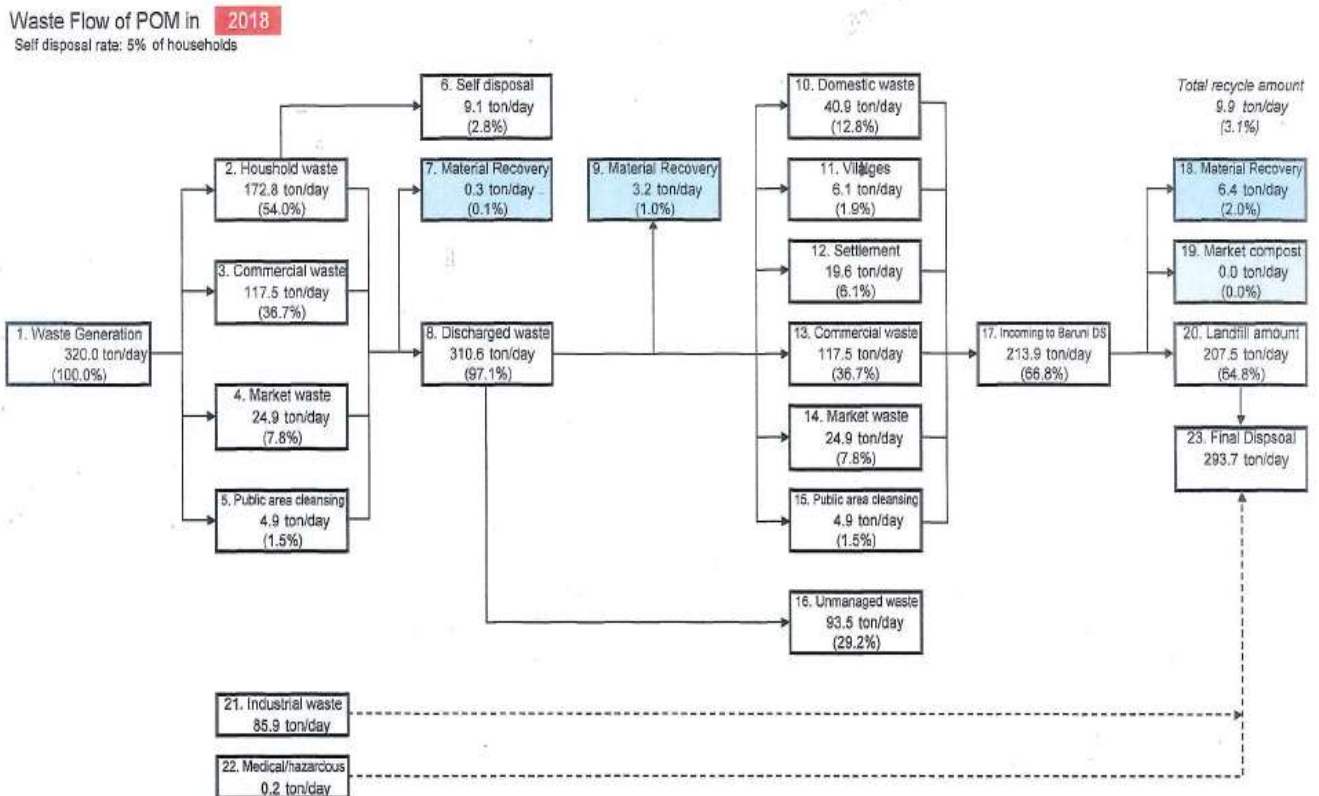 Waste Flow of POM in 2018
Self disposal rate: 5% of households
1. Waste Generation
320.0 ton/day
(100.0%)
2. Houshold waste
172.8 ton/day
(54.0%)
3. Commercial waste
117.5 ton/day
(36.7%)
4. Market waste
24.9 ton/day
(7.8%)
5. Public area cleansing
4.9 ton/day
(1.5%)
6. Self disposal
9.1 ton/day
(2.8%)
7. Material Recovery
0.3 ton/day
(0.1%)
8. Discharged waste
310.6 ton/day
(97.1%)
9. Material Recovery
3.2 ton/day
(1.0%)
10. Domestic waste
40.9 ton/day
(12.8%)
11. Villalges
6.1 ton/day
(1.9%)
12. Settlement
19.6 ton/day
(6.1%)
13. Commercial waste
117.5 ton/day
(36.7%)
14. Market waste
24.9 ton/day
(7.8%)
15. Public area cleansing
4.9 ton/day
(1.5%)
16. Unmanaged waste
93.5 ton/day
(29.2%)
17. Incoming to Baruni DS
213.9 ton/day
(66.8%)
Total recycle amount
9.9 ton/day
(3.1%)
18. Material Recovery
6.4 ton/day
(2.0%)
19. Market compost
0.0 ton/day
(0.0%)
20. Landfill amount
207.5 ton/day
(64.8%)
23. Final Dispsoal
293.7 ton/day
21. Industrial waste
85.9 ton/day
22. Medical/hazardous
0.2 ton/day